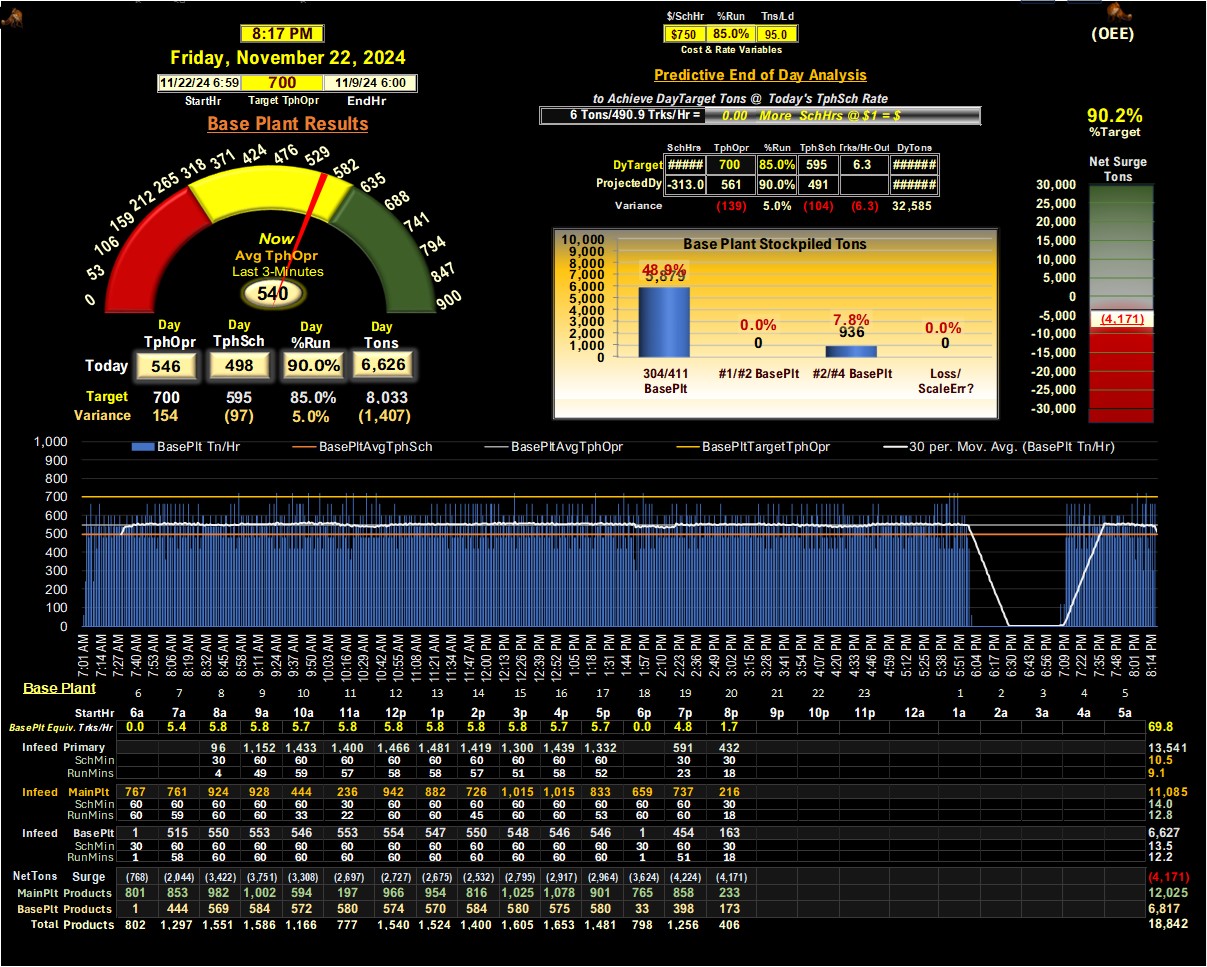 8:17 PM
Friday, November 22, 2024
11/22/24 6:59 700 11/9/24 6:00
StartHr Target TphOpr EndHr
Base Plant Results
0 53 106 159 212 265 318 371 424 476 529 582 635 688 741 794 847 900
Now
Avg TphOpr
Last 3-Minutes
540
Day Day Day Day
TphOpr TphSch %Run Tons
Today 546 498 90.0% 6,626
Target 700 595 85.0% 8,033
Variance 154 (97) 5.0% (1,407)
$/SchHr %Run Tns/Ld
$750 85.0% 95.0
Cost & Rate Variables
Predictive End of Day Analysis
to Achieve DayTarget Tons @ Today's TphSch Rate
6 Tons/490.9 Trks/Hr = 0.00 More SchHrs @ $1 = $
SchHrs TphOpr %Run TphSch Trks/Hr-Out DyTons
DyTarget ##### 700 85.0% 595 6.3 ######
ProjectedDy -313.0 561 90.0% 491 ######
Variance (139) 5.0% (104) (6.3) 32,585
Base Plant Stockpiled Tons
10,000
9,000
8,000
7,000
6,000
5,000
4,000
3,000
2,000
1,000
0
48.9% 0.0% 7.8% 0.0%
5,879 0 936 0
304/411 BasePlt
#1/#2 BasePlt
#2/#4 BasePlt
Loss/ ScaleErr?
(OEE)
90.2%
%Target
Net Surge
Tons
30,000
25,000
20,000
15,000
10,000
5,000
0
-5,000
(4,171)
-10,000
-15,000
-20,000
-25,000
-30,000
BasePlt Tn/Hr BasePltAvgTphSch BasePltAvgTphOpr BasePltTargetTphOpr 30 per. Mov. Avg. (BasePlt Tn/Hr)
1,000
900
800
700
600
500
400
300
200
100
0
7:01 AM 7:14 AM 7:27 AM 7:40 AM 7:53 AM 8:06 AM 8:19 AM 8:32 AM 8:45 AM 8:58 AM 9:11 AM 9:24 AM 9:37 AM 9:50 AM 10:03 AM 10:16 AM 10:29 AM 10:42 AM 10:55 AM 11:08 AM 11:21 AM 11:34 AM 11:47 AM 12:00 PM 12:13 PM 12:26 PM 12:39 PM 12:52 PM 1:05 PM 1:18 PM 1:31 PM 1:44 PM 1:57 PM 2:10 PM 2:23 PM 2:36 PM 2:49 PM 3:02 PM 3:15 PM 3:28 PM 3:41 PM 3:54 PM 4:07 PM 4:20 PM 4:33 PM 4:46 PM 4:59 PM 5:12 PM 5:25 PM 5:38 PM 5:51 PM 6:04 PM 6:17 PM 6:30 PM 6:43 PM 6:56 PM 7:09 PM 7:22 PM 7:35 PM 7:48 PM 8:01 PM 8:14 PM
Base Plant 6 7 8 9 10 11 12 13 14 15 16 17 18 19 20 21 22 23 1 2 3 4 5
StartHr 6a 7a 8a 9a 10a 11a 12p 1p 2p 3p 4p 5p 6p 7p 8p 9p 10p 11p 12a 1a 2a 3a 4a 5a
BasePlt Equiv. Trks/Hr 0.0 5.4 5.8 5.8 5.7 5.8 5.8 5.8 5.8 5.8 5.7 5.7 0.0 4.8 1.7 69.8
Infeed Primary 96 1,152 1,433 1,400 1,466 1,481 1,419 1,300 1,439 1,332 591 432 13,541
SchMin 30 60 60 60 60 60 60 60 60 60 30 30 10.5
RunMins 4 49 59 57 58 58 57 51 58 52 23 18 9.1
Infeed MainPlt 767 761 924 928 444 236 942 882 726 1,015 1,015 833 659 737 216 11,085
SchMin 60 60 60 60 60 30 60 60 60 60 60 60 60 60 30 14.0
RunMins 60 59 60 60 33 22 60 60 45 60 60 53 60 60 18 12.8
Infeed BasePlt 1 515 550 553 546 553 554 547 550 548 546 546 1 454 163 6,627
SchMin 30 60 60 60 60 60 60 60 60 60 60 60 30 60 30 13.5
RunMins 1 58 60 60 60 60 60 60 60 60 60 60 1 51 18 12.2
NetTons Surge (768) (2,044) (3,422) (3,751) (3,308) (2,697) (2,727) (2,675) (2,532) (2,795) (2,917) (2,964) (3,624) (4,224) (4,171) (4,171)
MainPlt Products 801 853 982 1,002 594 197 966 954 816 1,025 1,078 901 765 858 233 12,025
BasePlt Products 1 444 569 584 572 580 574 570 584 580 575 580 33 398 173 6,817
Total Products 802 1,297 1,551 1,586 1,166 777 1,540 1,524 1,400 1,605 1,653 1,481 798 1,256 406 18,842